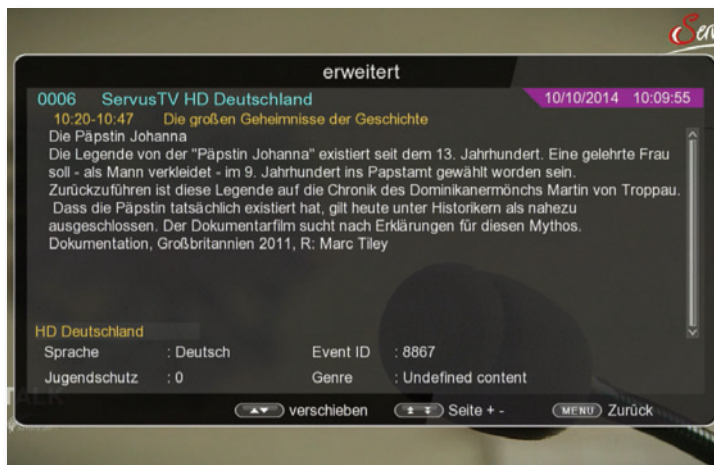 Serv
erweitert
0006 ServusTV HD Deutschland 10/10/2014 10:09:55
10:20-10:47 Die großen Geheimnisse der Geschichte
Die Päpstin Johanna
Die Legende von der "Päpstin Johanna" existiert seit dem 13. Jahrhundert. Eine gelehrte Frau
soll - als Mann verkleidet - im 9. Jahrhundert ins Papstamt gewählt worden sein.
Zurückzuführen ist diese Legende auf die Chronik des Dominikanermönchs Martin von Troppau.
Dass die Päpstin tatsächlich existiert hat, gilt heute unter Historikern als nahezu
ausgeschlossen. Der Dokumentarfilm sucht nach Erklärungen für diesen Mythos.
Dokumentation, Großbritannien 2011, R: Marc Tiley
HD Deutschland
Sprache : Deutsch Event ID : 8867
Jugendschutz : 0 Genre : Undefined content
TALK
verschieben Seite + - MENU Zurück